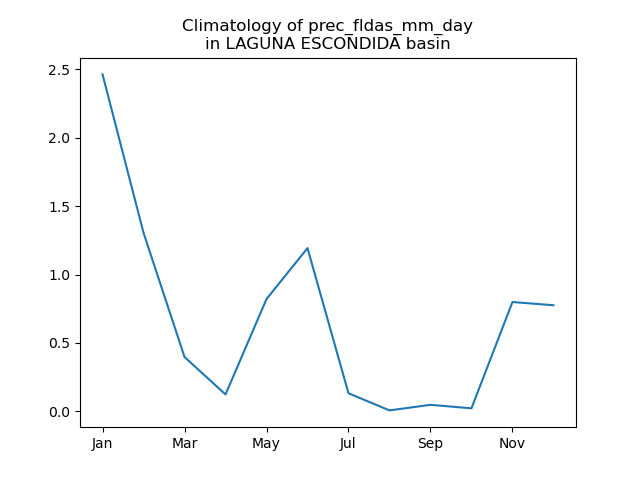 Climatology of prec_fldas_mm_day
in LAGUNA ESCONDIDA basin
2.5
2.0
1.5
1.0
0.5
0.0
Jan Mar May Jul Sep Nov